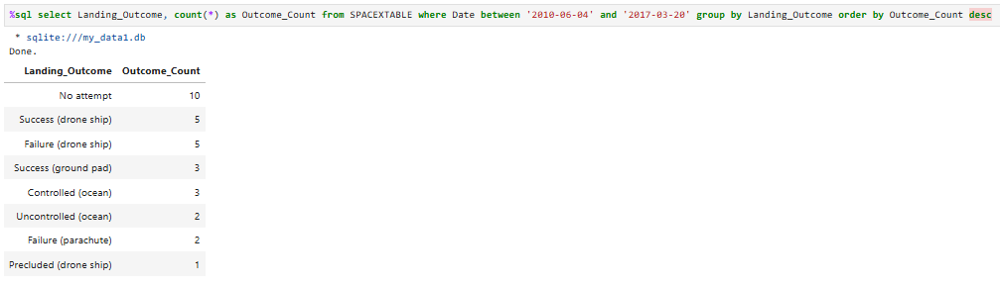 %sql select Landing_Outcome, count(*) as Outcome_Count from SPACEXTABLE where Date between '2010-06-04' and '2017-03-20' group by Landing_Outcome order by Outcome_Count desc
* sqlite:///my_data1.db
Done.
Landing_Outcome Outcome_Count
No attempt 10
Success (drone ship) 5
Failure (drone ship) 5
Success (ground pad) 3
Controlled (ocean) 3
Uncontrolled (ocean) 2
Failure (parachute) 2
Precluded (drone ship) 1